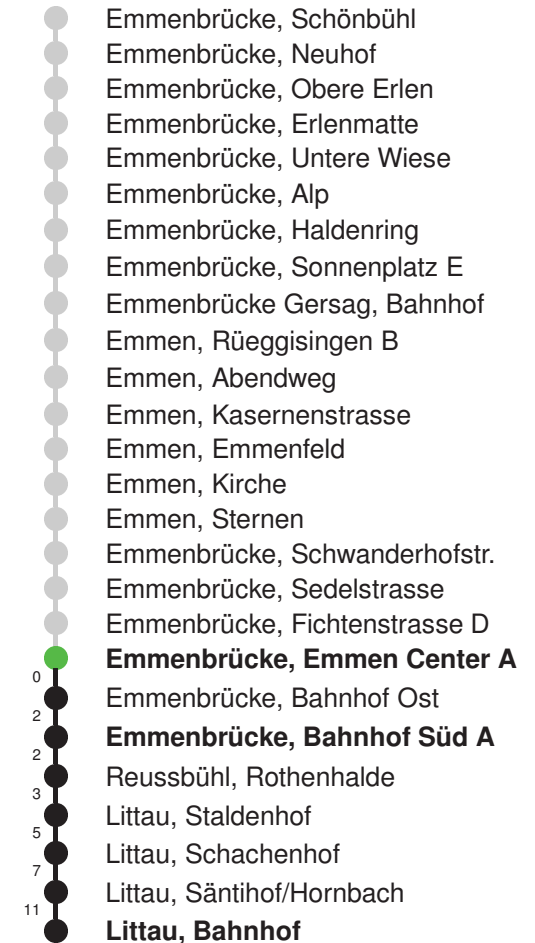 Emmenbrücke, Schönbühl
Emmenbrücke, Neuhof
Emmenbrücke, Obere Erlen
Emmenbrücke, Erlenmatte
Emmenbrücke, Untere Wiese
Emmenbrücke, Alp
Emmenbrücke, Haldenring
Emmenbrücke, Sonnenplatz E
Emmenbrücke Gersag, Bahnhof
Emmen, Rüeggisingen B
Emmen, Abendweg
Emmen, Kasernenstrasse
Emmen, Emmenfeld
Emmen, Kirche
Emmen, Sternen
Emmenbrücke, Schwanderhofstr.
Emmenbrücke, Sedelstrasse
Emmenbrücke, Fichtenstrasse D
Emmenbrücke, Emmen Center A
0
Emmenbrücke, Bahnhof Ost
2
Emmenbrücke, Bahnhof Süd A
2
Reussbühl, Rothenhalde
3
Littau, Staldenhof
5
Littau, Schachenhof
7
Littau, Säntihof/Hornbach
11
Littau, Bahnhof